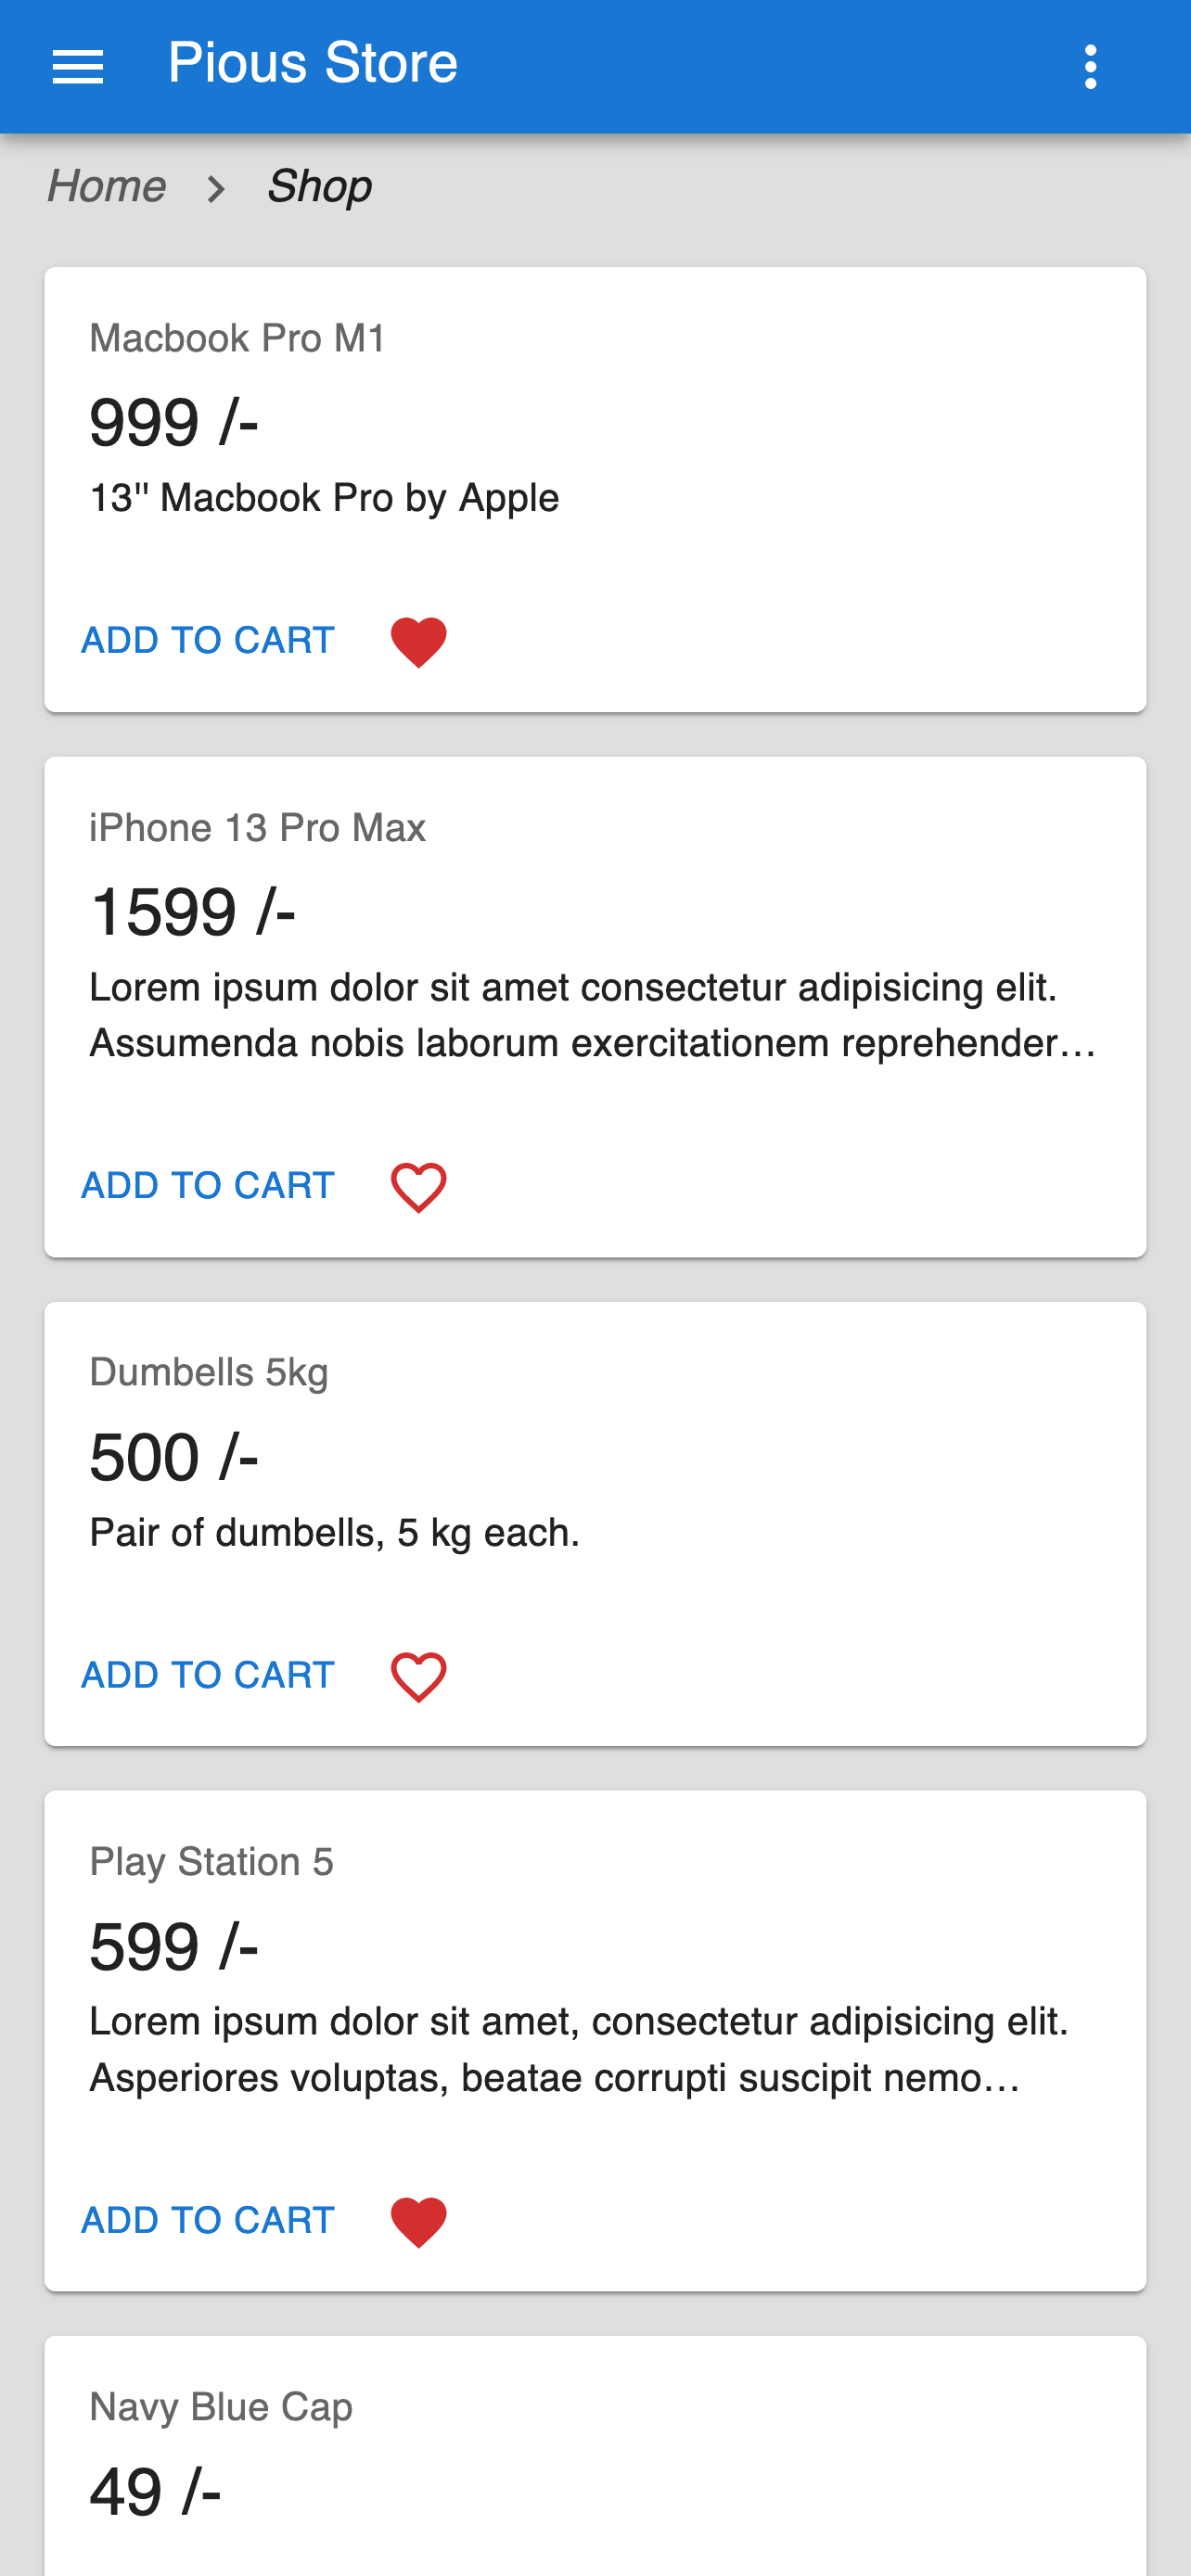 Pious Store
Home > Shop
Macbook Pro M1
999 /-
13" Macbook Pro by Apple
ADD TO CART
iPhone 13 Pro Max
1599 /-
Lorem ipsum dolor sit amet consectetur adipisicing elit.
Assumenda nobis laborum exercitationem reprehender…
ADD TO CART
Dumbells 5kg
500 /-
Pair of dumbells, 5 kg each.
ADD TO CART
Play Station 5
599 /-
Lorem ipsum dolor sit amet, consectetur adipisicing elit.
Asperiores voluptas, beatae corrupti suscipit nemo…
ADD TO CART
Navy Blue Cap
49 /-